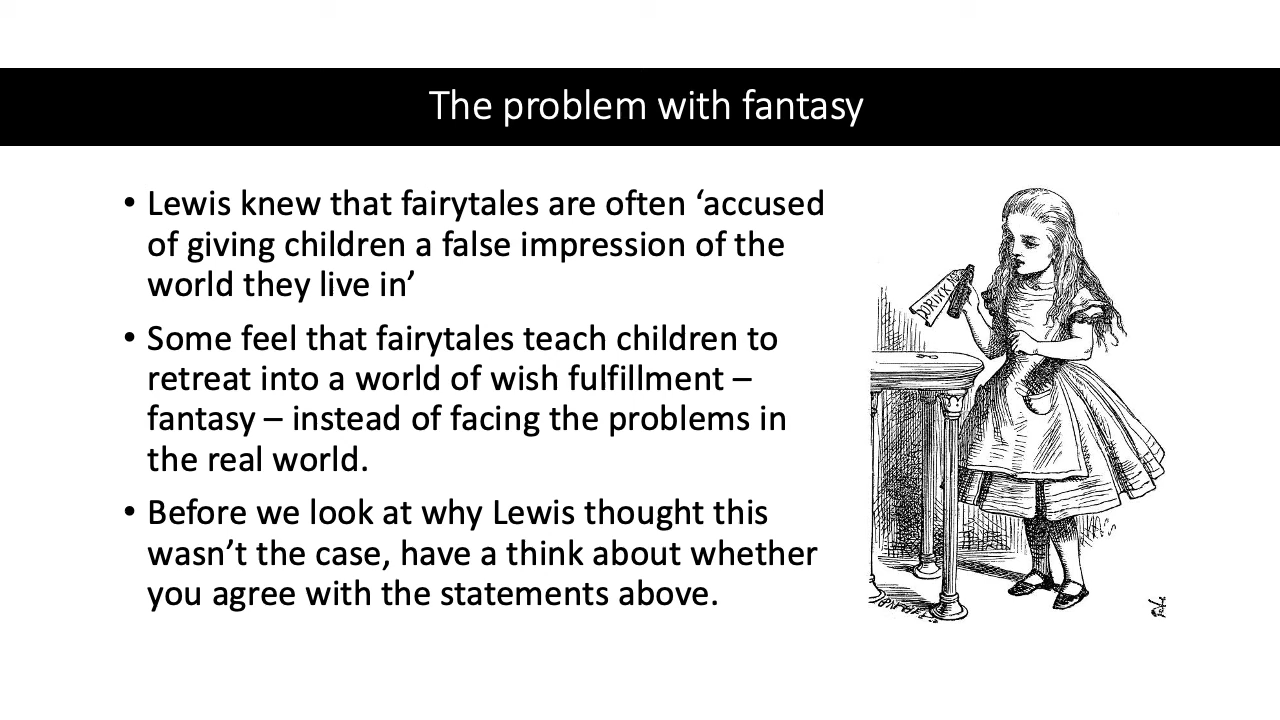 The problem with fantasy
• Lewis knew that fairytales are often ‘accused
of giving children a false impression of the
world they live in’
• Some feel that fairytales teach children to
retreat into a world of wish fulfillment –
fantasy – instead of facing the problems in
the real world.
• Before we look at why Lewis thought this
wasn’t the case, have a think about whether
you agree with the statements above.
DRINK ME